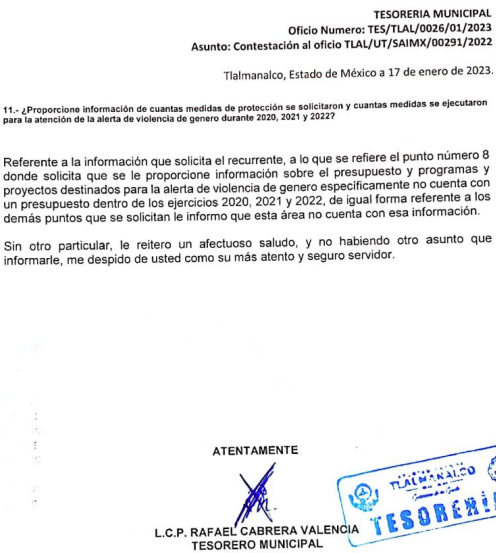 TESORERIA MUNICIPAL
Oficio Numero: TES/TLAL/0026/01/2023
Asunto: Contestación al oficio TLAL/UT/SAIMX/00291/2022
Tlalmanalco, Estado de México a 17 de enero de 2023.
11.- ¿Proporcione información de cuantas medidas de protección se solicitaron y cuantas medidas se ejecutaron
para la atención de la alerta de violencia de genero durante 2020, 2021 y 2022?
Referente a la información que solicita el recurrente, a lo que se refiere el punto número 8
donde solicita que se le proporcione información sobre el presupuesto y programas y
proyectos destinados para la alerta de violencia de genero específicamente no cuenta con
un presupuesto dentro de los ejercicios 2020, 2021 y 2022, de igual forma referente a los
demás puntos que se solicitan le informo que esta área no cuenta con esa información.
Sin otro particular, le reitero un afectuoso saludo, y no habiendo otro asunto que
informarle, me despido de usted como su más atento y seguro servidor.
ATENTAMENTE
TLALMANALCO
TESORERI
L.C.P. RAFAEL CABRERA VALENCIA
TESORERO MUNICIPAL